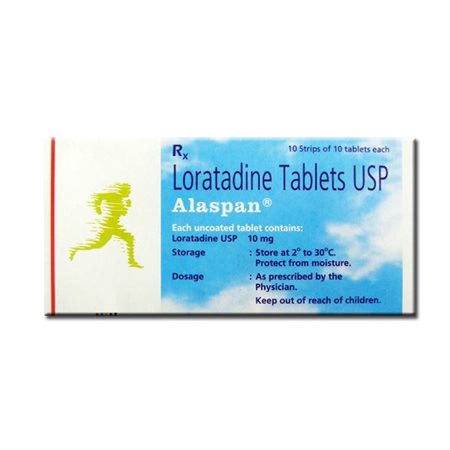 10 Strips of 10 tablets each
Rx
Loratadine Tablets USP
Alaspan®
Each uncoated tablet contains:
Loratadine USP 10 mg
Storage : Store at 2° to 30°C.
Protect from moisture.
Dosage : As prescribed by the
Physician.
Keep out of reach of children.